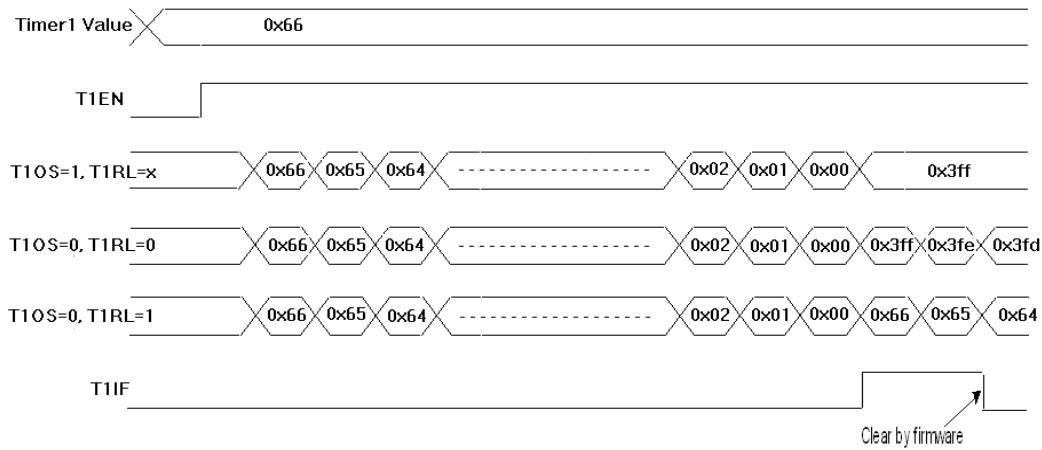 Timer1 Value 0x66
T1EN
T1OS=1, T1RL=x 0x66 0x65 0x64 0x02 0x01 0x00 0x3ff
T1OS=0, T1RL=0 0x66 0x65 0x64 0x02 0x01 0x00 0x3ff 0x3fe 0x3fd
T1OS=0, T1RL=1 0x66 0x65 0x64 0x02 0x01 0x00 0x66 0x65 0x64
T1IF
Clear by firmware